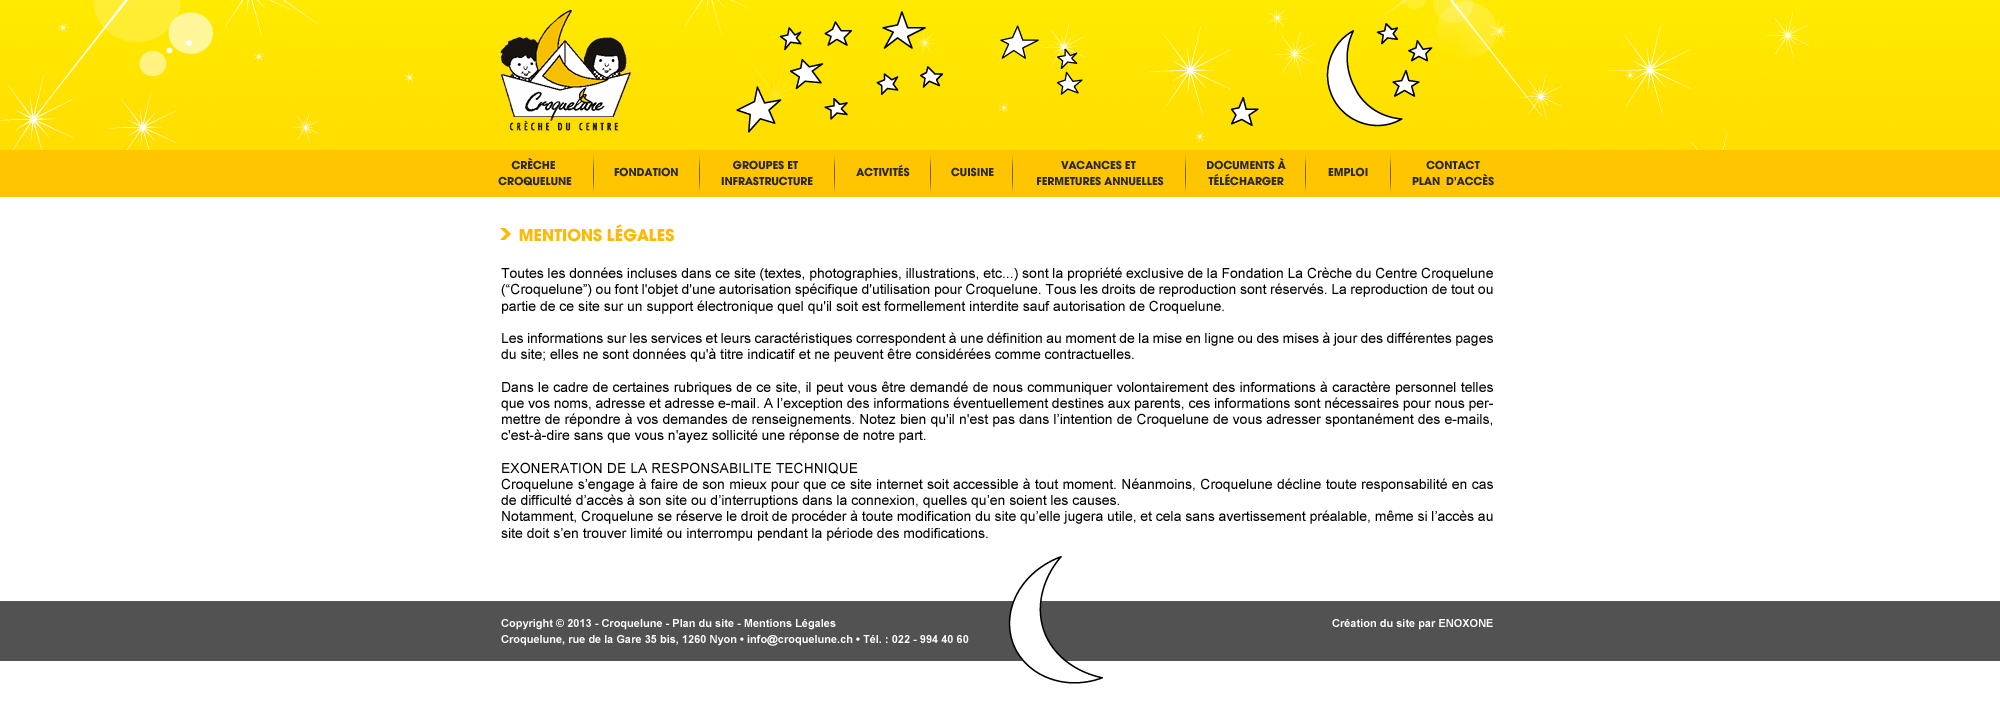 Croquelune
CRÈCHE DU CENTRE
CRÈCHE
CROQUELUNE
FONDATION
GROUPES ET
INFRASTRUCTURE
ACTIVITÉS
CUISINE
VACANCES ET
FERMETURES ANNUELLES
DOCUMENTS À
TÉLÉCHARGER
EMPLOI
CONTACT
PLAN D'ACCÈS
MENTIONS LÉGALES
Toutes les données incluses dans ce site (textes, photographies, illustrations, etc...) sont la propriété exclusive de la Fondation La Crèche du Centre Croquelune
(“Croquelune”) ou font l'objet d'une autorisation spécifique d'utilisation pour Croquelune. Tous les droits de reproduction sont réservés. La reproduction de tout ou
partie de ce site sur un support électronique quel qu'il soit est formellement interdite sauf autorisation de Croquelune.
Les informations sur les services et leurs caractéristiques correspondent à une définition au moment de la mise en ligne ou des mises à jour des différentes pages
du site; elles ne sont données qu'à titre indicatif et ne peuvent être considérées comme contractuelles.
Dans le cadre de certaines rubriques de ce site, il peut vous être demandé de nous communiquer volontairement des informations à caractère personnel telles
que vos noms, adresse et adresse e-mail. A l’exception des informations éventuellement destines aux parents, ces informations sont nécessaires pour nous per-
mettre de répondre à vos demandes de renseignements. Notez bien qu'il n'est pas dans l’intention de Croquelune de vous adresser spontanément des e-mails,
c'est-à-dire sans que vous n'ayez sollicité une réponse de notre part.
EXONERATION DE LA RESPONSABILITE TECHNIQUE
Croquelune s’engage à faire de son mieux pour que ce site internet soit accessible à tout moment. Néanmoins, Croquelune décline toute responsabilité en cas
de difficulté d’accès à son site ou d’interruptions dans la connexion, quelles qu’en soient les causes.
Notamment, Croquelune se réserve le droit de procéder à toute modification du site qu’elle jugera utile, et cela sans avertissement préalable, même si l’accès au
site doit s’en trouver limité ou interrompu pendant la période des modifications.
Copyright © 2013 - Croquelune - Plan du site - Mentions Légales
Croquelune, rue de la Gare 35 bis, 1260 Nyon • info@croquelune.ch • Tél. : 022 - 994 40 60
Création du site par ENOXONE